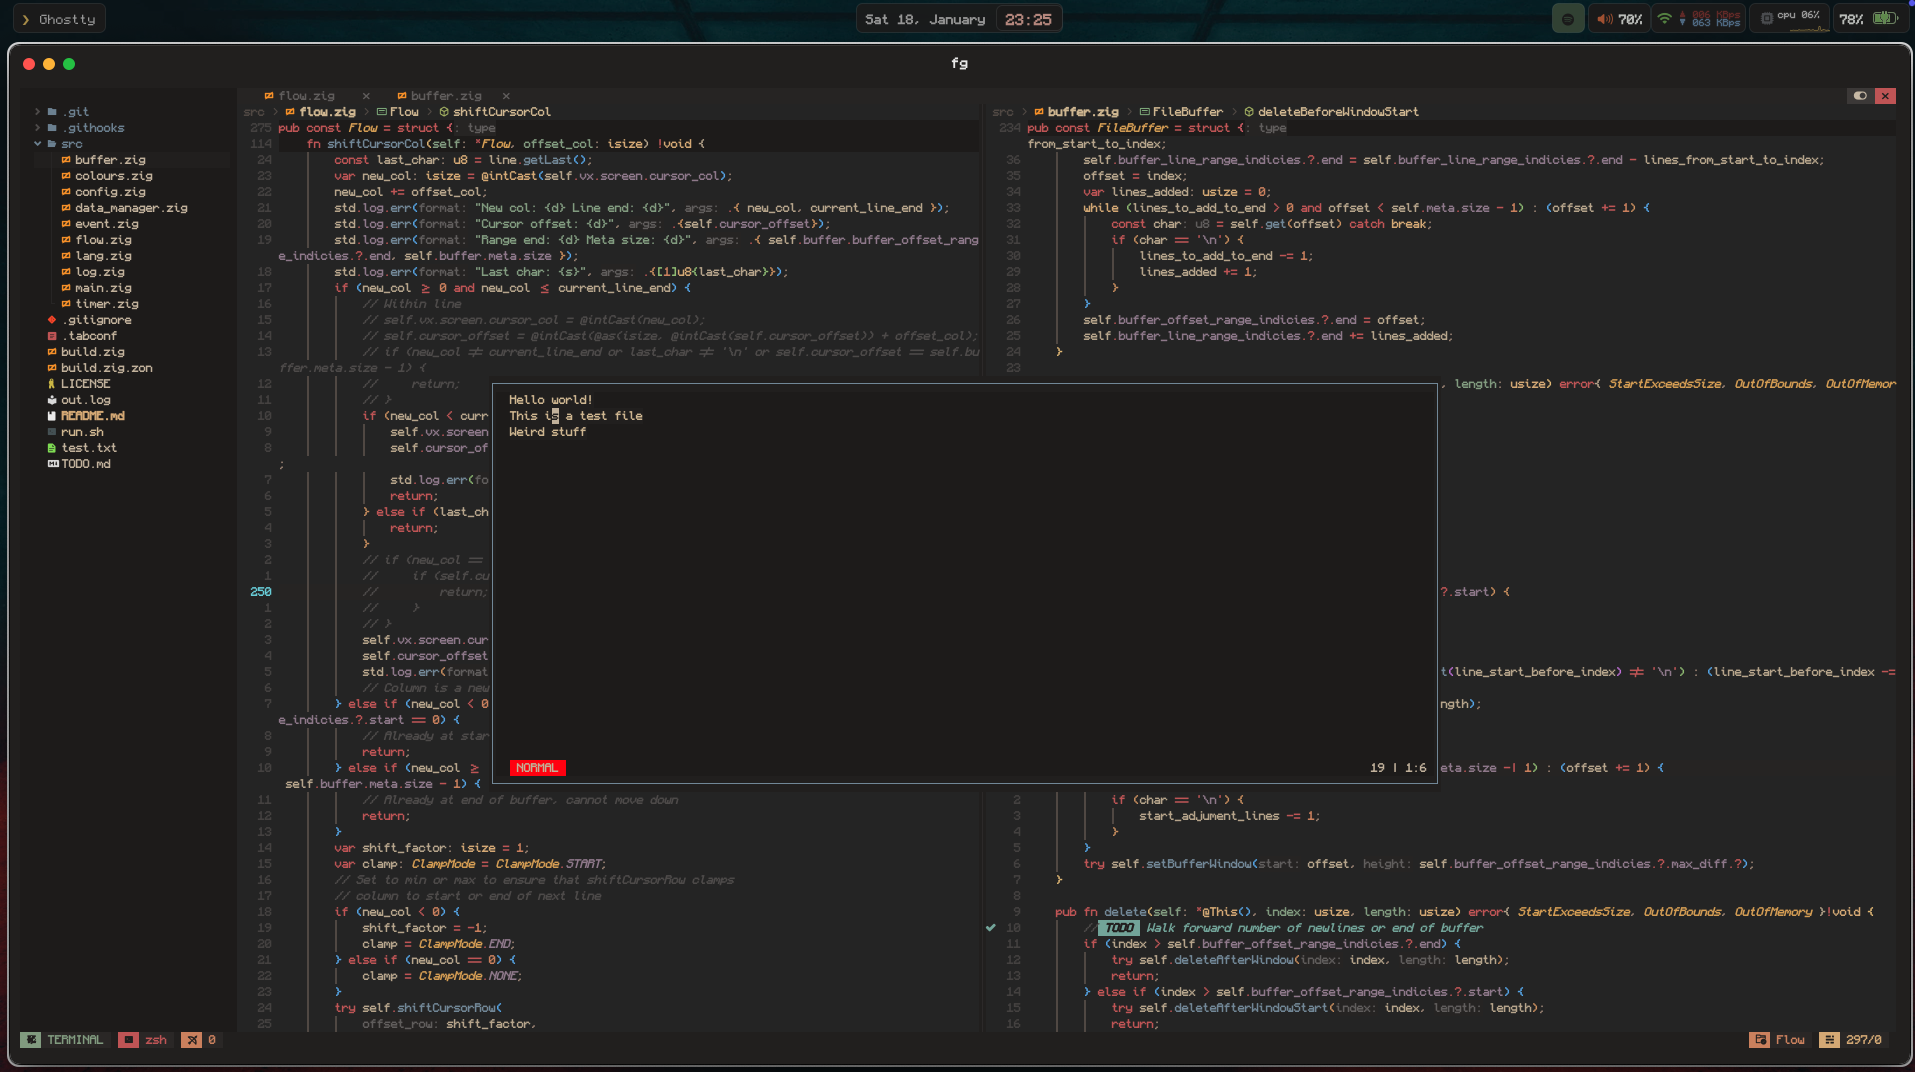 ❯ Ghostty
Sat 18, January 23:25
70%
006 KBps
063 KBps
cpu 06%
78%
fg
.git
.githooks
src
buffer.zig
colours.zig
config.zig
data_manager.zig
event.zig
flow.zig
lang.zig
log.zig
main.zig
timer.zig
.gitignore
.tabconf
build.zig
build.zig.zon
LICENSE
out.log
README.md
run.sh
test.txt
TODO.md
flow.zig × buffer.zig ×
src > flow.zig > Flow > shiftCursorCol
275 pub const Flow = struct {: type
114 fn shiftCursorCol(self: *Flow, offset_col: isize) !void {
24 const last_char: u8 = line.getLast();
23 var new_col: isize = @intCast(self.vx.screen.cursor_col);
22 new_col += offset_col;
21 std.log.err(format: "New col: {d} Line end: {d}", args: .{ new_col, current_line_end });
20 std.log.err(format: "Cursor offset: {d}", args: .{self.cursor_offset});
19 std.log.err(format: "Range end: {d} Meta size: {d}", args: .{ self.buffer.buffer_offset_rang
e_indicies.?.end, self.buffer.meta.size });
18 std.log.err(format: "Last char: {s}", args: .{[1]u8{last_char}});
17 if (new_col ≥ 0 and new_col ≤ current_line_end) {
16 // Within line
15 // self.vx.screen.cursor_col = @intCast(new_col);
14 // self.cursor_offset = @intCast(@as(isize, @intCast(self.cursor_offset)) + offset_col);
13 // if (new_col ≠ current_line_end or last_char ≠ '\n' or self.cursor_offset == self.bu
ffer.meta.size - 1) {
12 // return;
11 // }
10 if (new_col < curr
9 self.vx.screen
8 self.cursor_of
;
7 std.log.err(fo
6 return;
5 } else if (last_ch
4 return;
3 }
2 // if (new_col ==
1 // if (self.cu
250 // return;
1 // }
2 // }
3 self.vx.screen.cur
4 self.cursor_offset
5 std.log.err(format
6 // Column is a new
7 } else if (new_col < 0
e_indicies.?.start == 0) {
8 // Already at star
9 return;
10 } else if (new_col ≥
self.buffer.meta.size - 1) {
11 // Already at end of buffer, cannot move down
12 return;
13 }
14 var shift_factor: isize = 1;
15 var clamp: ClampMode = ClampMode.START;
16 // Set to min or max to ensure that shiftCursorRow clamps
17 // column to start or end of next line
18 if (new_col < 0) {
19 shift_factor = -1;
20 clamp = ClampMode.END;
21 } else if (new_col == 0) {
22 clamp = ClampMode.NONE;
23 }
24 try self.shiftCursorRow(
25 offset_row: shift_factor,
src > buffer.zig > FileBuffer > deleteBeforeWindowStart
234 pub const FileBuffer = struct {: type
from_start_to_index;
36 self.buffer_line_range_indicies.?.end = self.buffer_line_range_indicies.?.end - lines_from_start_to_index;
35 offset = index;
34 var lines_added: usize = 0;
33 while (lines_to_add_to_end > 0 and offset < self.meta.size - 1) : (offset += 1) {
32 const char: u8 = self.get(offset) catch break;
31 if (char == '\n') {
30 lines_to_add_to_end -= 1;
29 lines_added += 1;
28 }
27 }
26 self.buffer_offset_range_indicies.?.end = offset;
25 self.buffer_line_range_indicies.?.end += lines_added;
24 }
23
, length: usize) error{ StartExceedsSize, OutOfBounds, OutOfMemor
?.start) {
t(line_start_before_index) ≠ '\n') : (line_start_before_index -=
ngth);
eta.size -| 1) : (offset += 1) {
2 if (char == '\n') {
3 start_adjument_lines -= 1;
4 }
5 }
6 try self.setBufferWindow(start: offset, height: self.buffer_offset_range_indicies.?.max_diff.?);
7 }
8
9 pub fn delete(self: *@This(), index: usize, length: usize) error{ StartExceedsSize, OutOfBounds, OutOfMemory }!void {
10 // TODO Walk forward number of newlines or end of buffer
11 if (index > self.buffer_offset_range_indicies.?.end) {
12 try self.deleteAfterWindow(index: index, length: length);
13 return;
14 } else if (index > self.buffer_offset_range_indicies.?.start) {
15 try self.deleteAfterWindowStart(index: index, length: length);
16 return;
Hello world!
This is a test file
Weird stuff
NORMAL 19 | 1:6
TERMINAL zsh 0 Flow 297/0